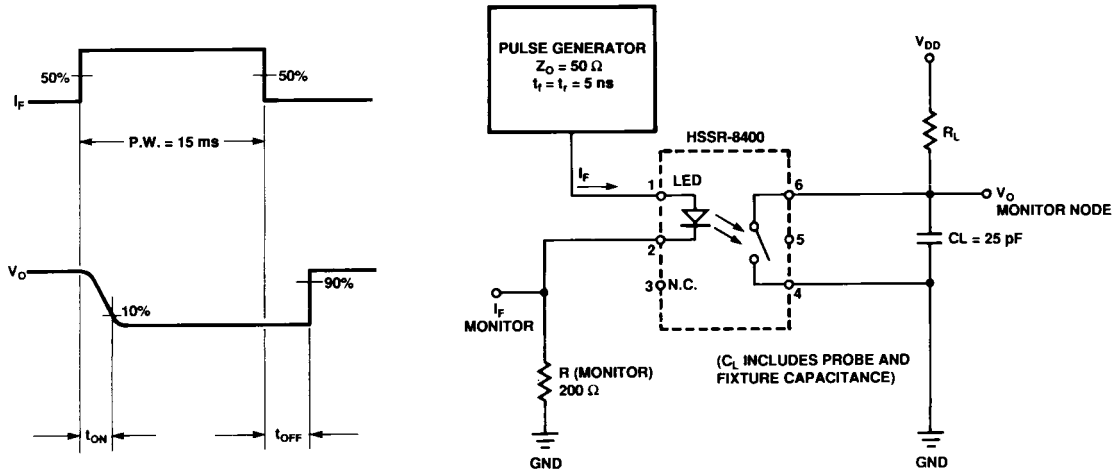 50%
50%
I_F
P.W. = 15 ms
V_O
10%
90%
t_ON
t_OFF
PULSE GENERATOR
Z_O = 50 Ω
t_f = t_r = 5 ns
I_F
HSSR-8400
1
LED
2
3
N.C.
6
5
4
I_F
MONITOR
R (MONITOR)
200 Ω
GND
V_DD
R_L
V_O
MONITOR NODE
CL = 25 pF
(C_L INCLUDES PROBE AND
FIXTURE CAPACITANCE)
GND